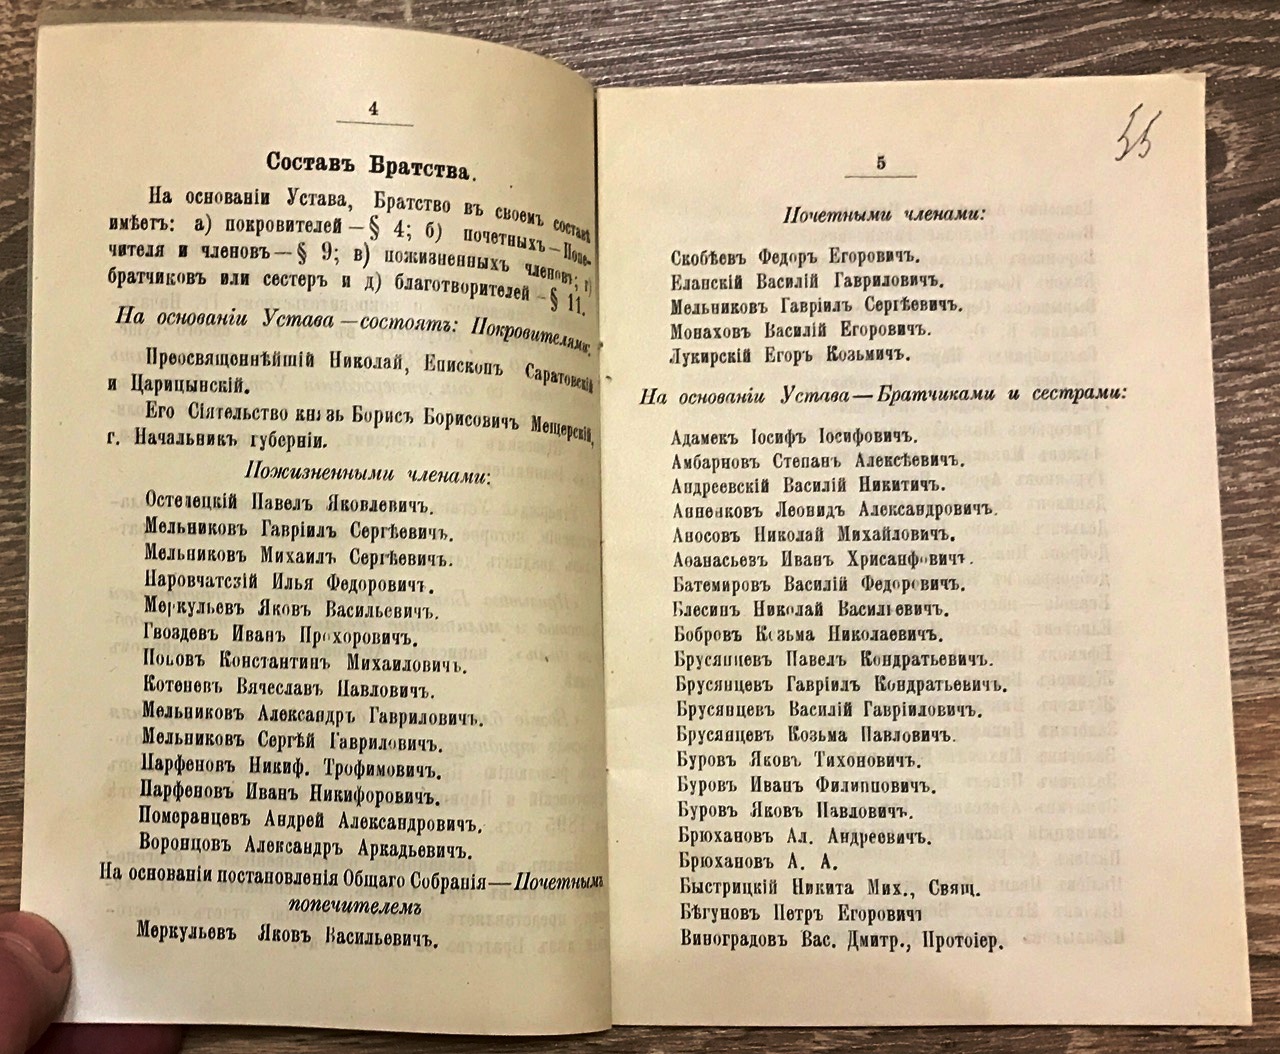 4
Составъ Братства.
На основаніи Устава, Братство въ своемъ составѣ
имѣетъ: а) покровителей — § 4; б) почетныхъ — Попе-
чителя и членовъ — § 9; в) пожизненныхъ членовъ; г)
братчиковъ или сестеръ и д) благотворителей — § 11.
На основаніи Устава — состоятъ: Покровителями:
Преосвященнѣйшій Николай, Епископъ Саратовскій
и Царицынскій.
Его Сіятельство князь Борисъ Борисовичъ Мещерскій,
г. Начальникъ губерніи.
Пожизненными членами:
Остелецкій Павелъ Яковлевичъ.
Мельниковъ Гавріилъ Сергѣевичъ.
Мельниковъ Михаилъ Сергѣевичъ.
Наровчатскій Илья Федоровичъ.
Меркульевъ Яковъ Васильевичъ.
Гвоздевъ Иванъ Прохоровичъ.
Поповъ Константинъ Михаиловичъ.
Котеневъ Вячеславъ Павловичъ.
Мельниковъ Александръ Гавриловичъ.
Мельниковъ Сергѣй Гавриловичъ.
Парфеновъ Никиф. Трофимовичъ.
Парфеновъ Иванъ Никифоровичъ.
Померанцевъ Андрей Александровичъ.
Воронцовъ Александръ Аркадьевичъ.
На основаніи постановленія Общаго Собранія — Почетнымъ
попечителемъ
Меркульевъ Яковъ Васильевичъ.
55
5
Почетными членами:
Скобѣевъ Федоръ Егоровичъ.
Еланскій Василій Гавриловичъ.
Мельниковъ Гавріилъ Сергѣевичъ.
Монаховъ Василій Егоровичъ.
Лукирскій Егоръ Козьмичъ.
На основаніи Устава — Братчиками и сестрами:
Адамекъ Іосифъ Іосифовичъ.
Амбарновъ Степанъ Алексѣевичъ.
Андреевскій Василій Никитичъ.
Анненковъ Леонидъ Александровичъ.
Аносовъ Николай Михайловичъ.
Аѳанасьевъ Иванъ Хрисанфовичъ.
Батемировъ Василій Федоровичъ.
Блесинъ Николай Васильевичъ.
Бобровъ Козьма Николаевичъ.
Брусянцевъ Павелъ Кондратьевичъ.
Брусянцевъ Гавріилъ Кондратьевичъ.
Брусянцевъ Василій Гавріиловичъ.
Брусянцевъ Козьма Павловичъ.
Буровъ Яковъ Тихоновичъ.
Буровъ Иванъ Филипповичъ.
Буровъ Яковъ Павловичъ.
Брюхановъ Ал. Андреевичъ.
Брюхановъ А. А.
Быстрицкій Никита Мих., Свящ.
Бѣгуновъ Петръ Егоровичъ
Виноградовъ Вас. Дмитр., Протоіер.